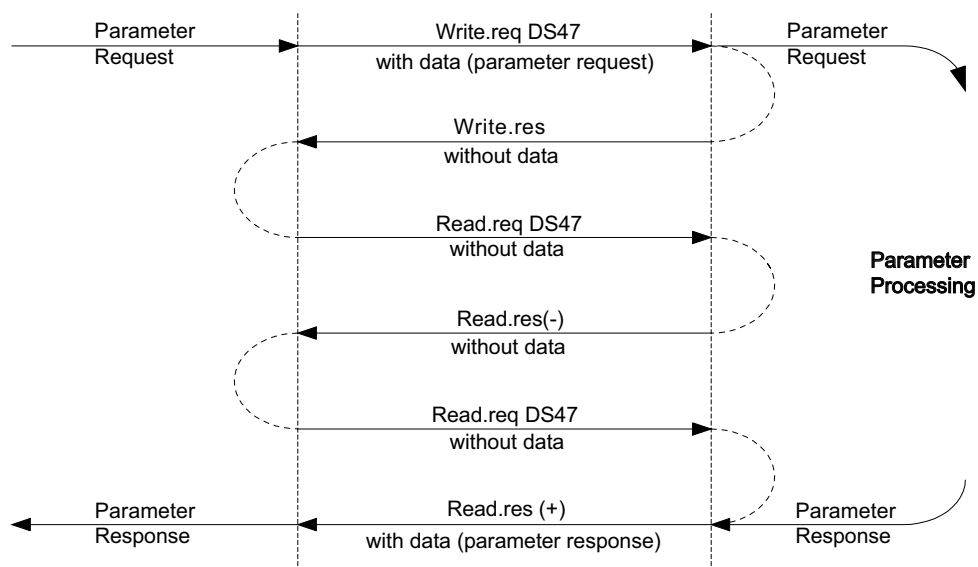 Parameter
Request
Write.req DS47
with data (parameter request)
Parameter
Request
Write.res
without data
Read.req DS47
without data
Parameter
Processing
Read.res(-)
without data
Read.req DS47
without data
Parameter
Response
Read.res (+)
with data (parameter response)
Parameter
Response